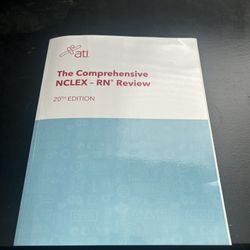 ati
The Comprehensive
NCLEX - RN® Review
20TH EDITION